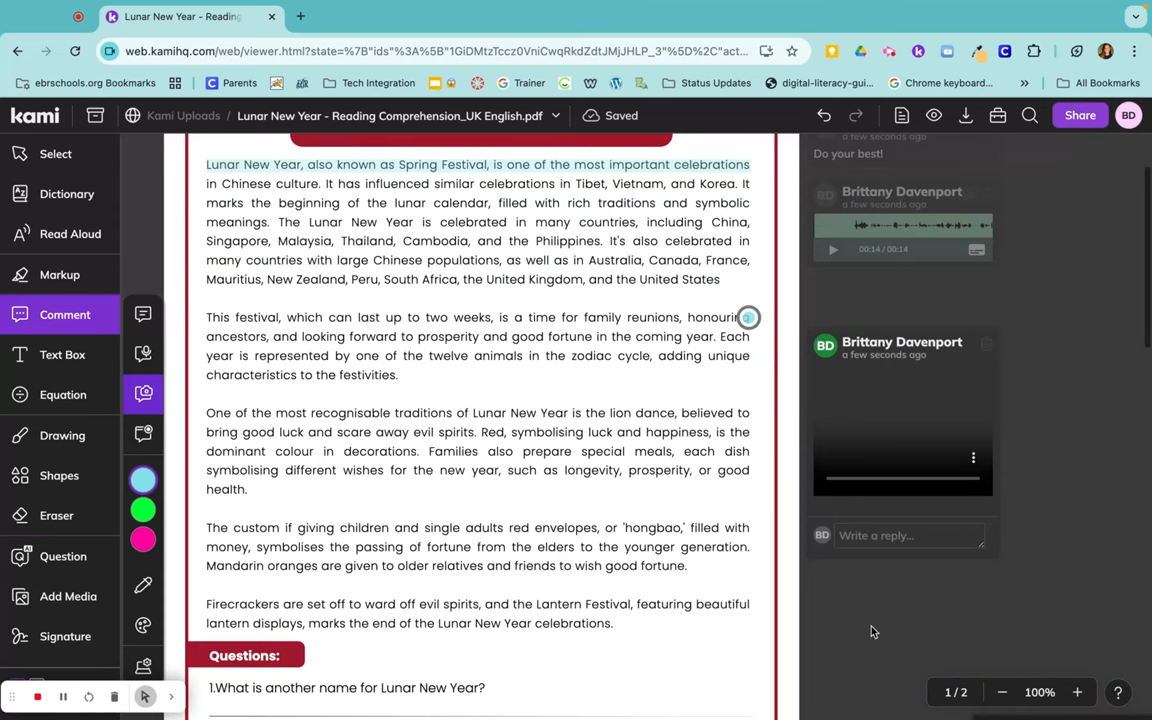 Lunar New Year - Reading
web.kamihq.com/web/viewer.html?state=%7B"ids"%3A%5B"1GiDMtzTccz0VniCwqRkdZdtJMjJHLP_3"%5D%2C"act...
ebrschools.org Bookmarks
Parents
Tech Integration
Trainer
Status Updates
digital-literacy-gui...
Chrome keyboard...
All Bookmarks
kami
Kami Uploads / Lunar New Year - Reading Comprehension_UK English.pdf
Saved
Share
BD
Select
Dictionary
Read Aloud
Markup
Comment
Text Box
Equation
Drawing
Shapes
Eraser
Question
Add Media
Signature
Lunar New Year, also known as Spring Festival, is one of the most important celebrations
in Chinese culture. It has influenced similar celebrations in Tibet, Vietnam, and Korea. It
marks the beginning of the lunar calendar, filled with rich traditions and symbolic
meanings. The Lunar New Year is celebrated in many countries, including China,
Singapore, Malaysia, Thailand, Cambodia, and the Philippines. It's also celebrated in
many countries with large Chinese populations, as well as in Australia, Canada, France,
Mauritius, New Zealand, Peru, South Africa, the United Kingdom, and the United States
This festival, which can last up to two weeks, is a time for family reunions, honouring
ancestors, and looking forward to prosperity and good fortune in the coming year. Each
year is represented by one of the twelve animals in the zodiac cycle, adding unique
characteristics to the festivities.
One of the most recognisable traditions of Lunar New Year is the lion dance, believed to
bring good luck and scare away evil spirits. Red, symbolising luck and happiness, is the
dominant colour in decorations. Families also prepare special meals, each dish
symbolising different wishes for the new year, such as longevity, prosperity, or good
health.
The custom if giving children and single adults red envelopes, or 'hongbao,' filled with
money, symbolises the passing of fortune from the elders to the younger generation.
Mandarin oranges are given to older relatives and friends to wish good fortune.
Firecrackers are set off to ward off evil spirits, and the Lantern Festival, featuring beautiful
lantern displays, marks the end of the Lunar New Year celebrations.
Questions:
1.What is another name for Lunar New Year?
a few seconds ago
Do your best!
BD
Brittany Davenport
a few seconds ago
00:14 / 00:14
BD
Brittany Davenport
a few seconds ago
BD
Write a reply...
1 / 2
100%